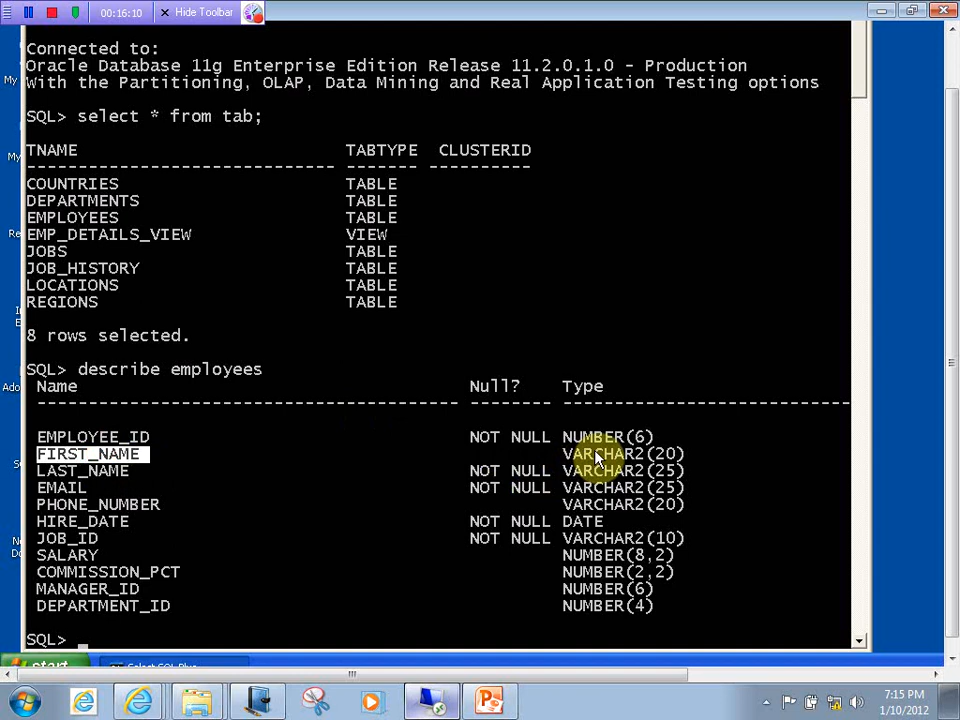 00:16:10 Hide Toolbar
Connected to:
Oracle Database 11g Enterprise Edition Release 11.2.0.1.0 - Production
With the Partitioning, OLAP, Data Mining and Real Application Testing options
SQL> select * from tab;
TNAME TABTYPE CLUSTERID
------------------------------ ------- ----------
COUNTRIES TABLE
DEPARTMENTS TABLE
EMPLOYEES TABLE
EMP_DETAILS_VIEW VIEW
JOBS TABLE
JOB_HISTORY TABLE
LOCATIONS TABLE
REGIONS TABLE
8 rows selected.
SQL> describe employees
Name Null? Type
----------------------------------------- -------- ----------------------------
EMPLOYEE_ID NOT NULL NUMBER(6)
FIRST_NAME VARCHAR2(20)
LAST_NAME NOT NULL VARCHAR2(25)
EMAIL NOT NULL VARCHAR2(25)
PHONE_NUMBER VARCHAR2(20)
HIRE_DATE NOT NULL DATE
JOB_ID NOT NULL VARCHAR2(10)
SALARY NUMBER(8,2)
COMMISSION_PCT NUMBER(2,2)
MANAGER_ID NUMBER(6)
DEPARTMENT_ID NUMBER(4)
SQL>
start
7:15 PM
1/10/2012